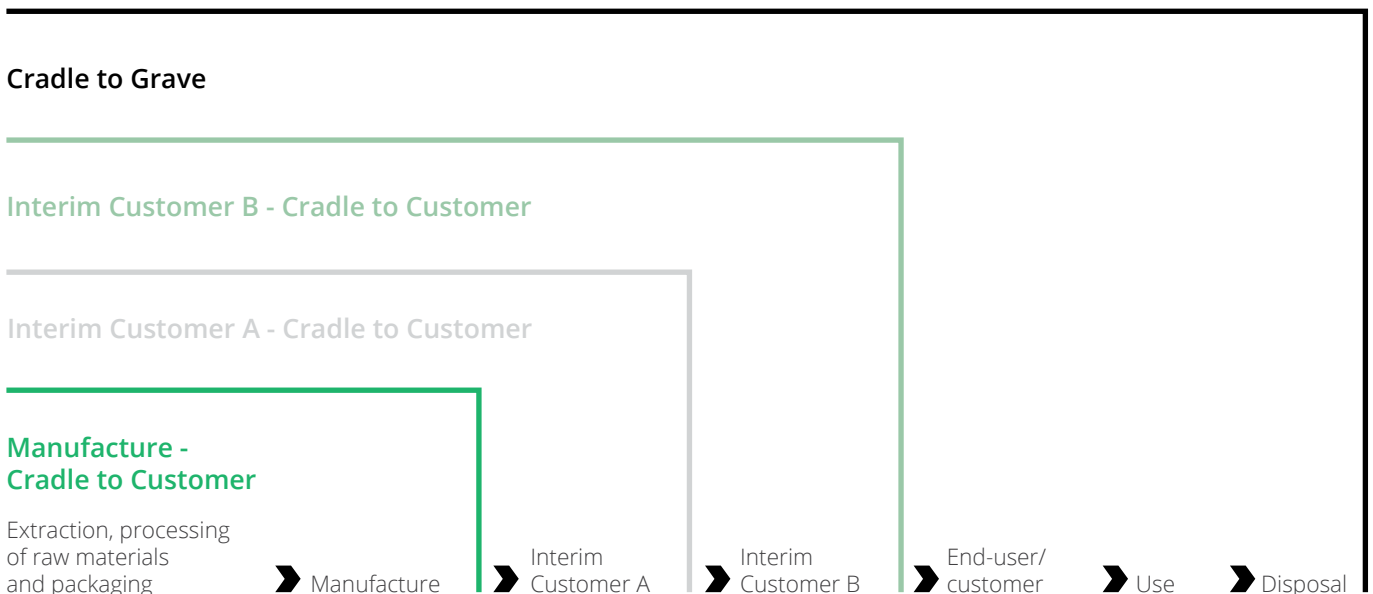 Cradle to Grave
Interim Customer B - Cradle to Customer
Interim Customer A - Cradle to Customer
Manufacture -
Cradle to Customer
Extraction, processing
of raw materials
and packaging
Manufacture
Interim
Customer A
Interim
Customer B
End-user/
customer
Use
Disposal